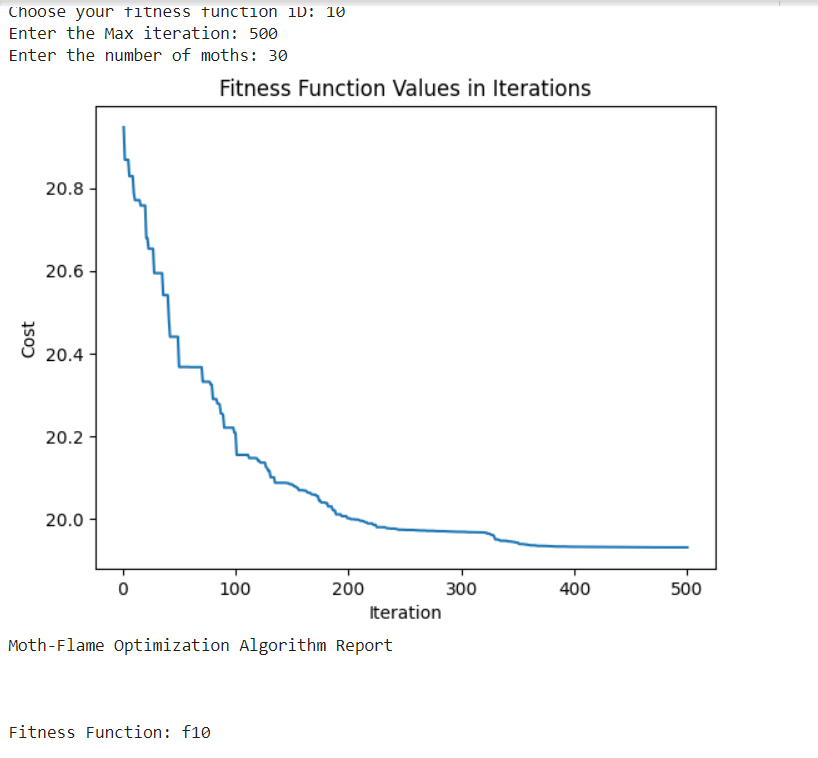 Choose your fitness function ID: 10
Enter the Max iteration: 500
Enter the number of moths: 30
Fitness Function Values in Iterations
20.8
20.6
20.4
20.2
20.0
Cost
0 100 200 300 400 500
Iteration
Moth-Flame Optimization Algorithm Report
Fitness Function: f10